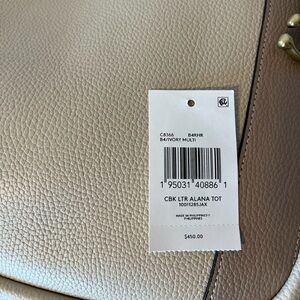 C8366 B4RHR
B4/IVORY MULTI
1 95031 40886 1
CBK LTR ALANA TOT
MADE IN PHILIPPINES
PHILIPPINES
$450.00